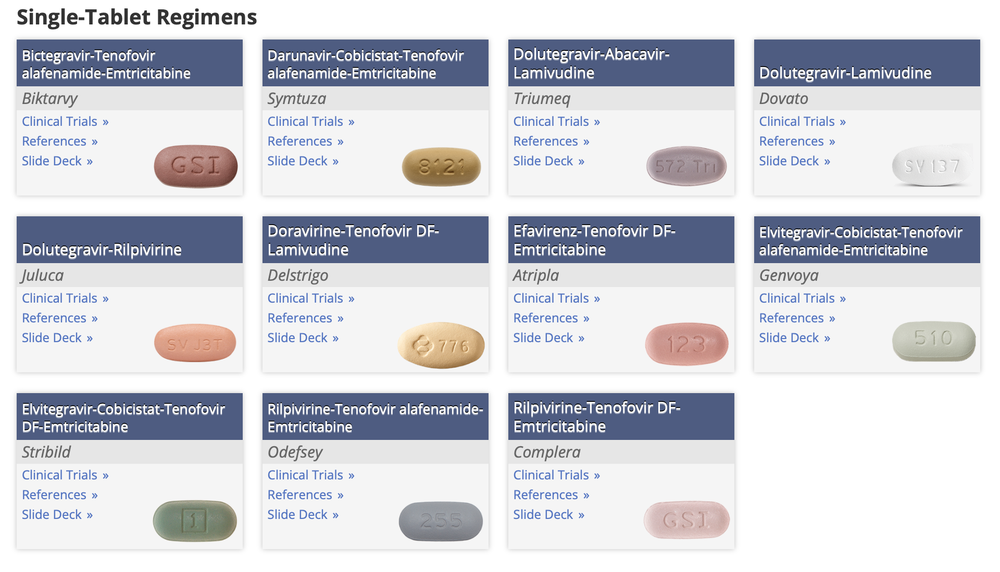 Single-Tablet Regimens
Bictegravir-Tenofovir
alafenamide-Emtricitabine
Biktarvy
Clinical Trials »
References »
Slide Deck »
GSI
Darunavir-Cobicistat-Tenofovir
alafenamide-Emtricitabine
Symtuza
Clinical Trials »
References »
Slide Deck »
8121
Dolutegravir-Abacavir-
Lamivudine
Triumeq
Clinical Trials »
References »
Slide Deck »
572 Tri
Dolutegravir-Lamivudine
Dovato
Clinical Trials »
References »
Slide Deck »
SV 137
Dolutegravir-Rilpivirine
Juluca
Clinical Trials »
References »
Slide Deck »
SV J3T
Doravirine-Tenofovir DF-
Lamivudine
Delstrigo
Clinical Trials »
References »
Slide Deck »
776
Efavirenz-Tenofovir DF-
Emtricitabine
Atripla
Clinical Trials »
References »
Slide Deck »
123
Elvitegravir-Cobicistat-Tenofovir
alafenamide-Emtricitabine
Genvoya
Clinical Trials »
References »
Slide Deck »
510
Elvitegravir-Cobicistat-Tenofovir
DF-Emtricitabine
Stribild
Clinical Trials »
References »
Slide Deck »
1
Rilpivirine-Tenofovir alafenamide-
Emtricitabine
Odefsey
Clinical Trials »
References »
Slide Deck »
255
Rilpivirine-Tenofovir DF-
Emtricitabine
Complera
Clinical Trials »
References »
Slide Deck »
GSI